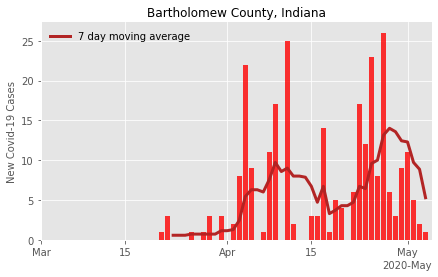 Bartholomew County, Indiana
7 day moving average
New Covid-19 Cases
25
20
15
10
5
0
Mar
15
Apr
15
May
2020-May